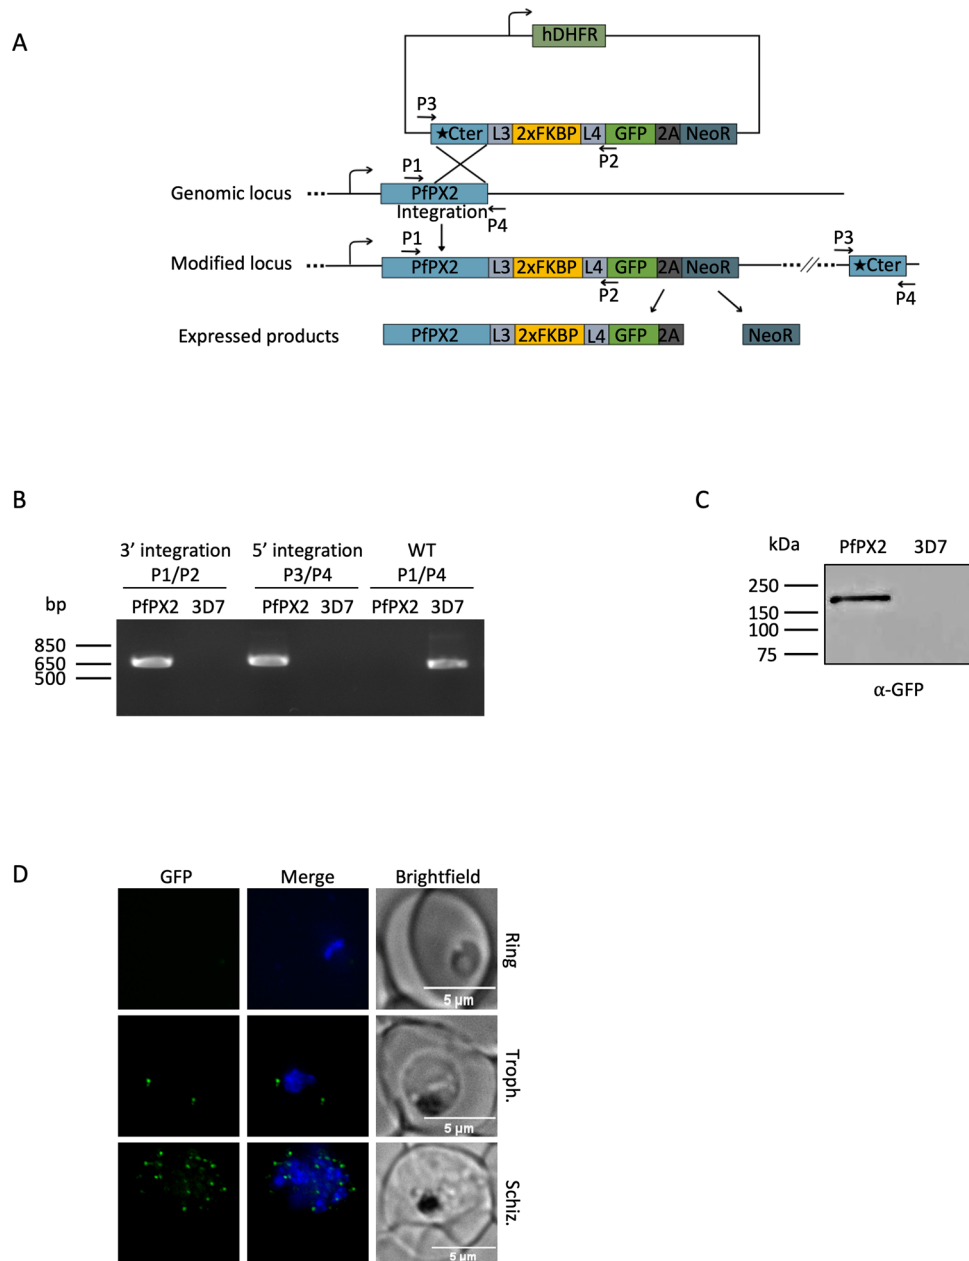 A
hDHFR
P3
★Cter L3 2xFKBP L4 GFP 2A NeoR
P2
P1
Genomic locus PfPX2
Integration P4
P1 P3
Modified locus PfPX2 L3 2xFKBP L4 GFP 2A NeoR ★Cter
P2 P4
Expressed products PfPX2 L3 2xFKBP L4 GFP 2A NeoR
B
3’ integration 5’ integration WT
P1/P2 P3/P4 P1/P4
bp PfPX2 3D7 PfPX2 3D7 PfPX2 3D7
850
650
500
C
kDa PfPX2 3D7
250
150
100
75
α-GFP
D
GFP Merge Brightfield
Ring
5 μm
Troph.
5 μm
Schiz.
5 μm